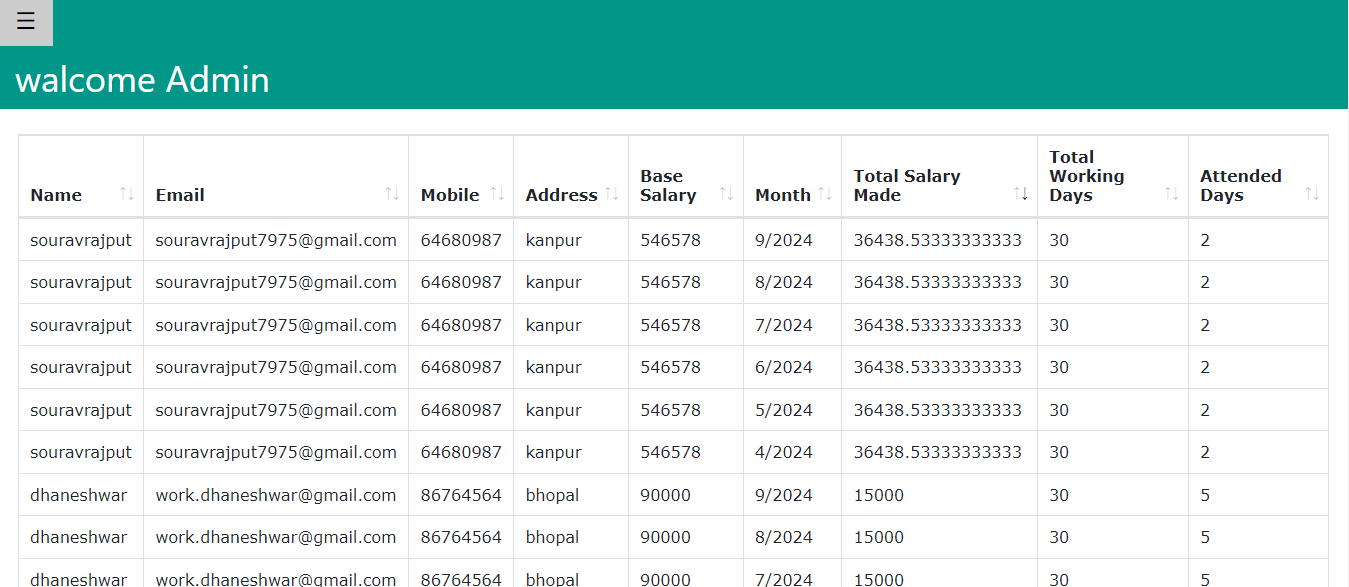 ☰
walcome Admin
Name Email Mobile Address Base Salary Month Total Salary Made Total Working Days Attended Days
souravrajput souravrajput7975@gmail.com 64680987 kanpur 546578 9/2024 36438.53333333333 30 2
souravrajput souravrajput7975@gmail.com 64680987 kanpur 546578 8/2024 36438.53333333333 30 2
souravrajput souravrajput7975@gmail.com 64680987 kanpur 546578 7/2024 36438.53333333333 30 2
souravrajput souravrajput7975@gmail.com 64680987 kanpur 546578 6/2024 36438.53333333333 30 2
souravrajput souravrajput7975@gmail.com 64680987 kanpur 546578 5/2024 36438.53333333333 30 2
souravrajput souravrajput7975@gmail.com 64680987 kanpur 546578 4/2024 36438.53333333333 30 2
dhaneshwar work.dhaneshwar@gmail.com 86764564 bhopal 90000 9/2024 15000 30 5
dhaneshwar work.dhaneshwar@gmail.com 86764564 bhopal 90000 8/2024 15000 30 5
dhaneshwar work.dhaneshwar@gmail.com 86764564 bhopal 90000 7/2024 15000 30 5